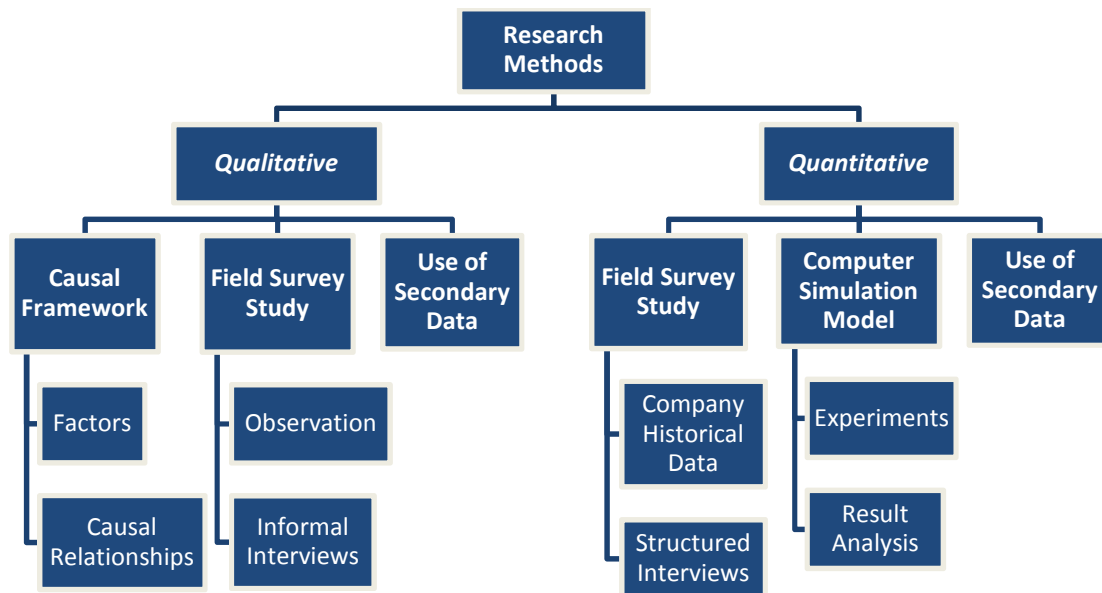 Research
Methods
Qualitative
Quantitative
Causal
Framework
Field Survey
Study
Use of
Secondary
Data
Field Survey
Study
Computer
Simulation
Model
Use of
Secondary
Data
Factors
Causal
Relationships
Observation
Informal
Interviews
Company
Historical
Data
Structured
Interviews
Experiments
Result
Analysis